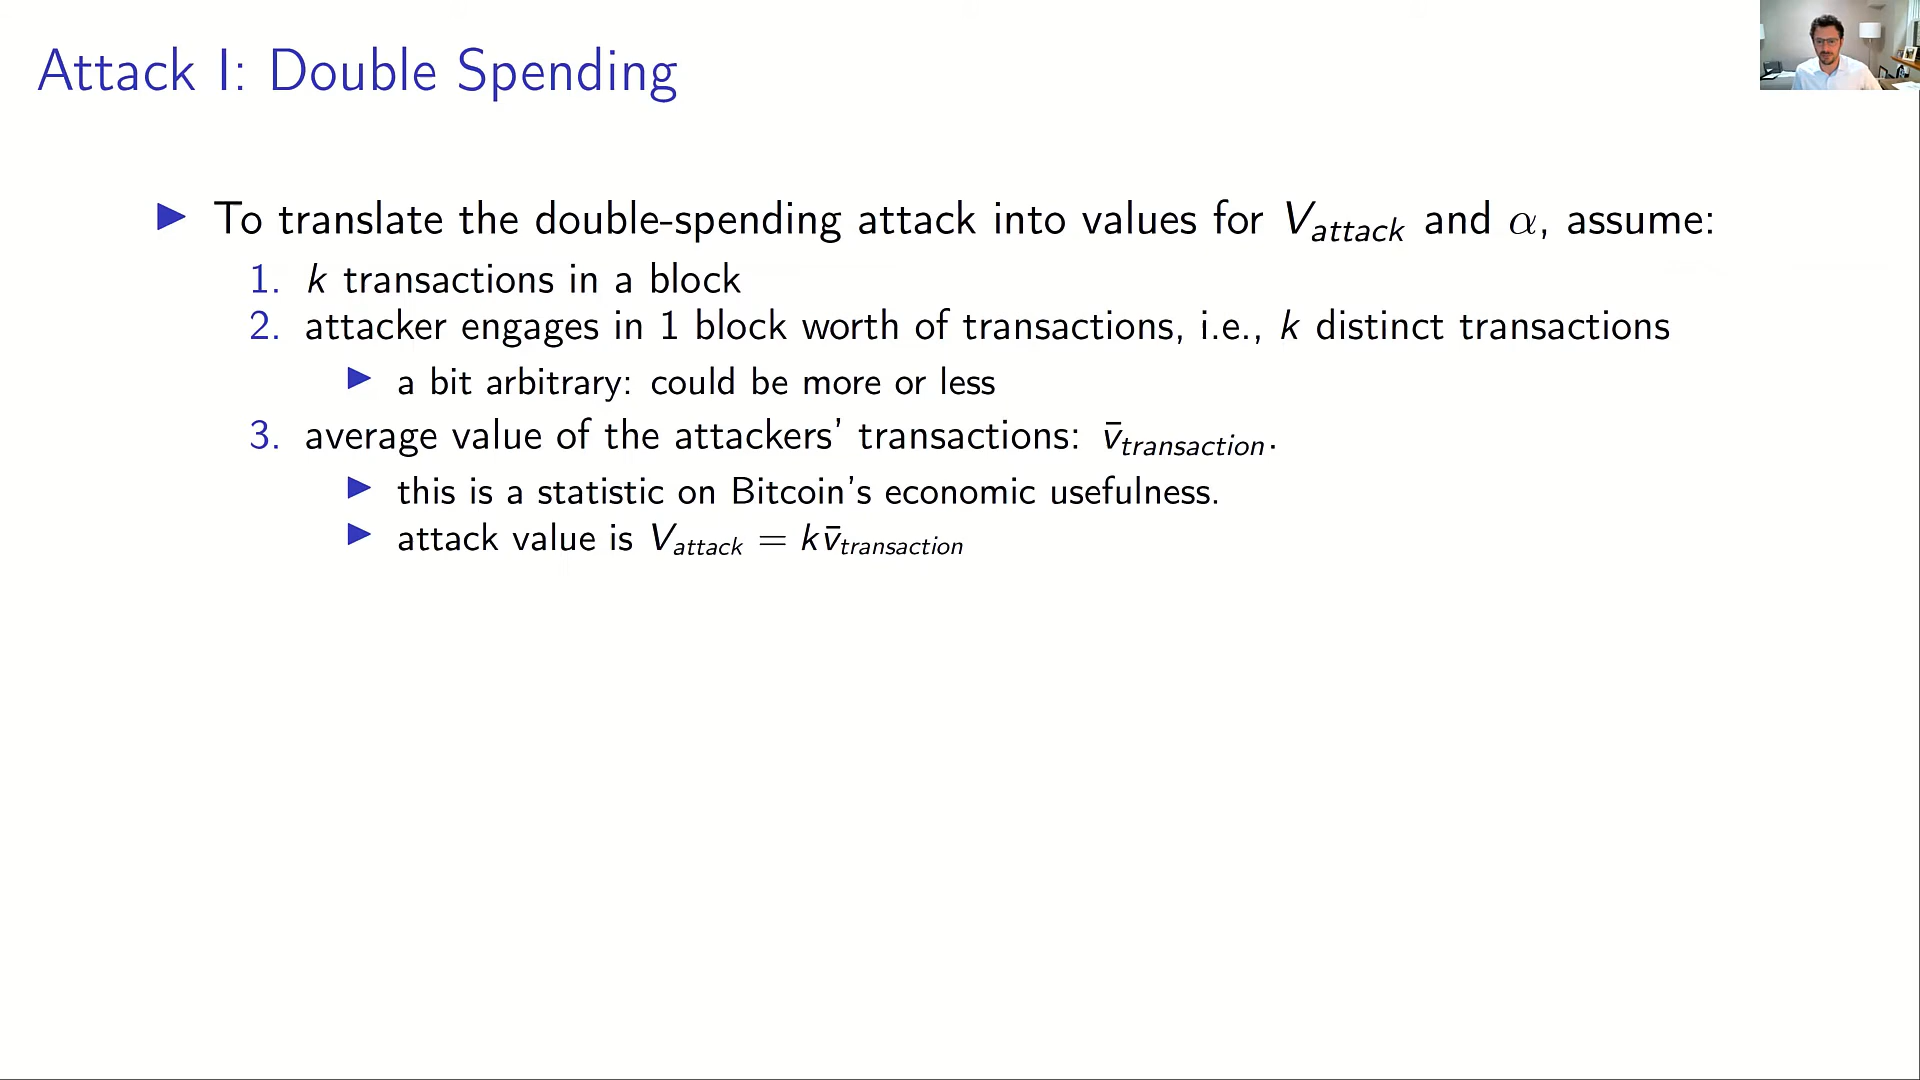 Attack I: Double Spending
▶ To translate the double-spending attack into values for V_attack and α, assume:
1. k transactions in a block
2. attacker engages in 1 block worth of transactions, i.e., k distinct transactions
▶ a bit arbitrary: could be more or less
3. average value of the attackers' transactions: v̄_transaction.
▶ this is a statistic on Bitcoin's economic usefulness.
▶ attack value is V_attack = kv̄_transaction